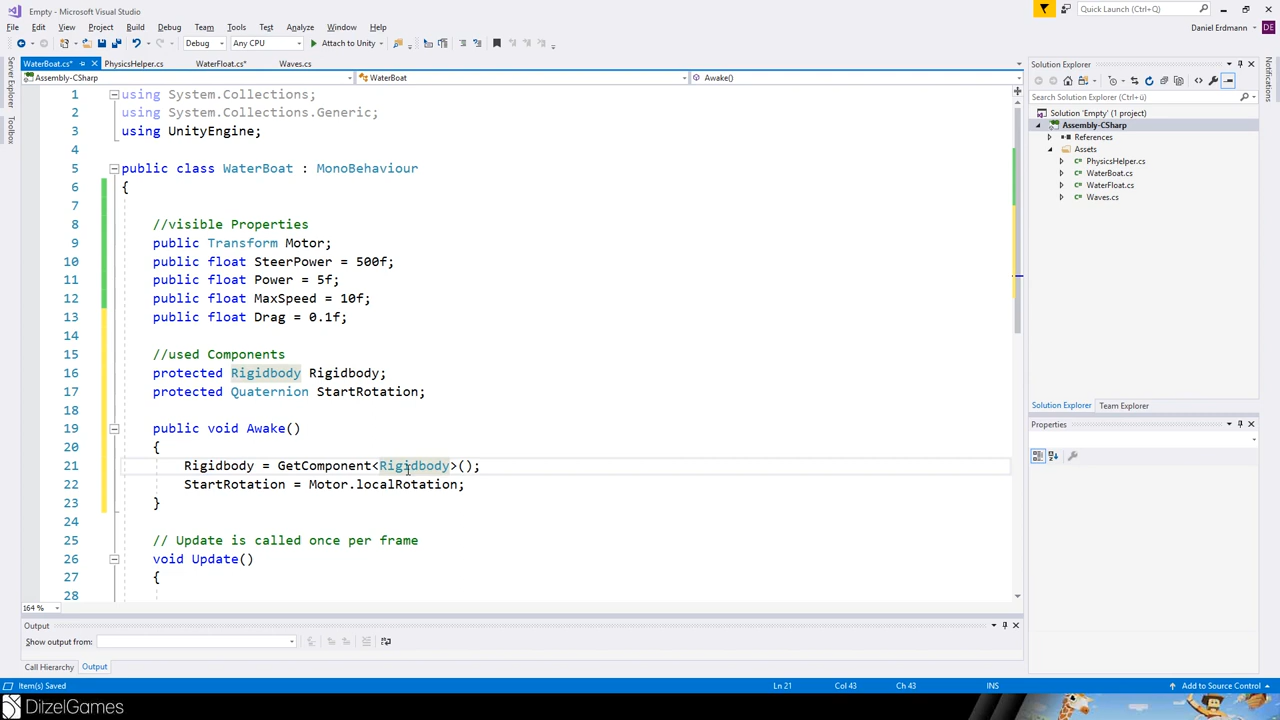 Empty - Microsoft Visual Studio
Quick Launch (Ctrl+Q)
File Edit View Project Build Debug Team Tools Test Analyze Window Help
Daniel Erdmann DE
Debug Any CPU Attach to Unity
WaterBoat.cs* PhysicsHelper.cs WaterFloat.cs* Waves.cs
Assembly-CSharp WaterBoat Awake()
Server Explorer
Toolbox
1 using System.Collections;
2 using System.Collections.Generic;
3 using UnityEngine;
4
5 public class WaterBoat : MonoBehaviour
6 {
7
8 //visible Properties
9 public Transform Motor;
10 public float SteerPower = 500f;
11 public float Power = 5f;
12 public float MaxSpeed = 10f;
13 public float Drag = 0.1f;
14
15 //used Components
16 protected Rigidbody Rigidbody;
17 protected Quaternion StartRotation;
18
19 public void Awake()
20 {
21 Rigidbody = GetComponent<Rigidbody>();
22 StartRotation = Motor.localRotation;
23 }
24
25 // Update is called once per frame
26 void Update()
27 {
28
164 %
Output
Show output from:
Call Hierarchy Output
Solution Explorer
Search Solution Explorer (Ctrl+ü)
Solution 'Empty' (1 project)
Assembly-CSharp
References
Assets
PhysicsHelper.cs
WaterBoat.cs
WaterFloat.cs
Waves.cs
Solution Explorer Team Explorer
Properties
Notifications
Item(s) Saved Ln 21 Col 43 Ch 43 INS Add to Source Control
DitzelGames